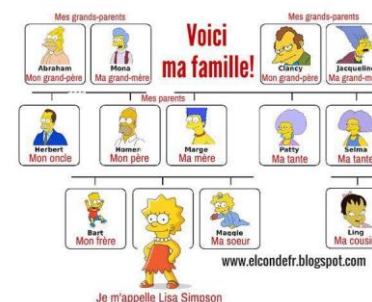 Mes grands-parents
Mes grands-parents
Voici
ma famille!
Abraham
Mon grand-père
Mona
Ma grand-mère
Clancy
Mon grand-père
Jacqueline
Ma grand-m
Mes parents
Herbert
Mon oncle
Homer
Mon père
Marge
Ma mère
Patty
Ma tante
Selma
Ma tante
Bart
Mon frère
Maggie
Ma soeur
Ling
Ma cousi
www.elcondefr.blogspot.com
Je m'appelle Lisa Simpson